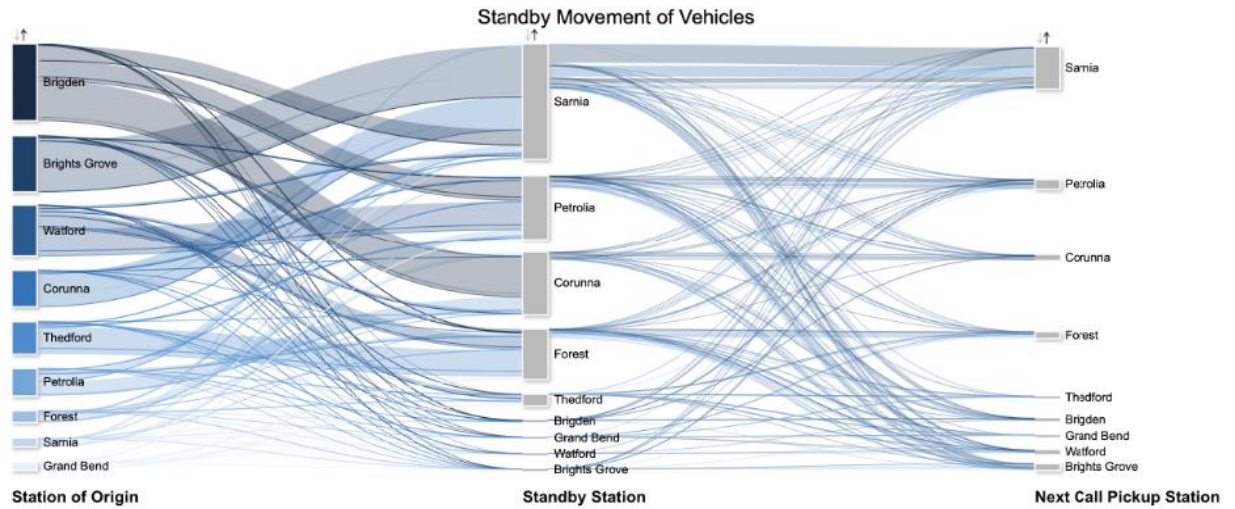 Standby Movement of Vehicles
Brigden
Brights Grove
Watford
Corunna
Thedford
Petrolia
Forest
Sarnia
Grand Bend
Station of Origin
Sarnia
Petrolia
Corunna
Forest
Thedford
Brigden
Grand Bend
Watford
Brights Grove
Standby Station
Sarnia
Petrolia
Corunna
Forest
Thedford
Brigden
Grand Bend
Watford
Brights Grove
Next Call Pickup Station